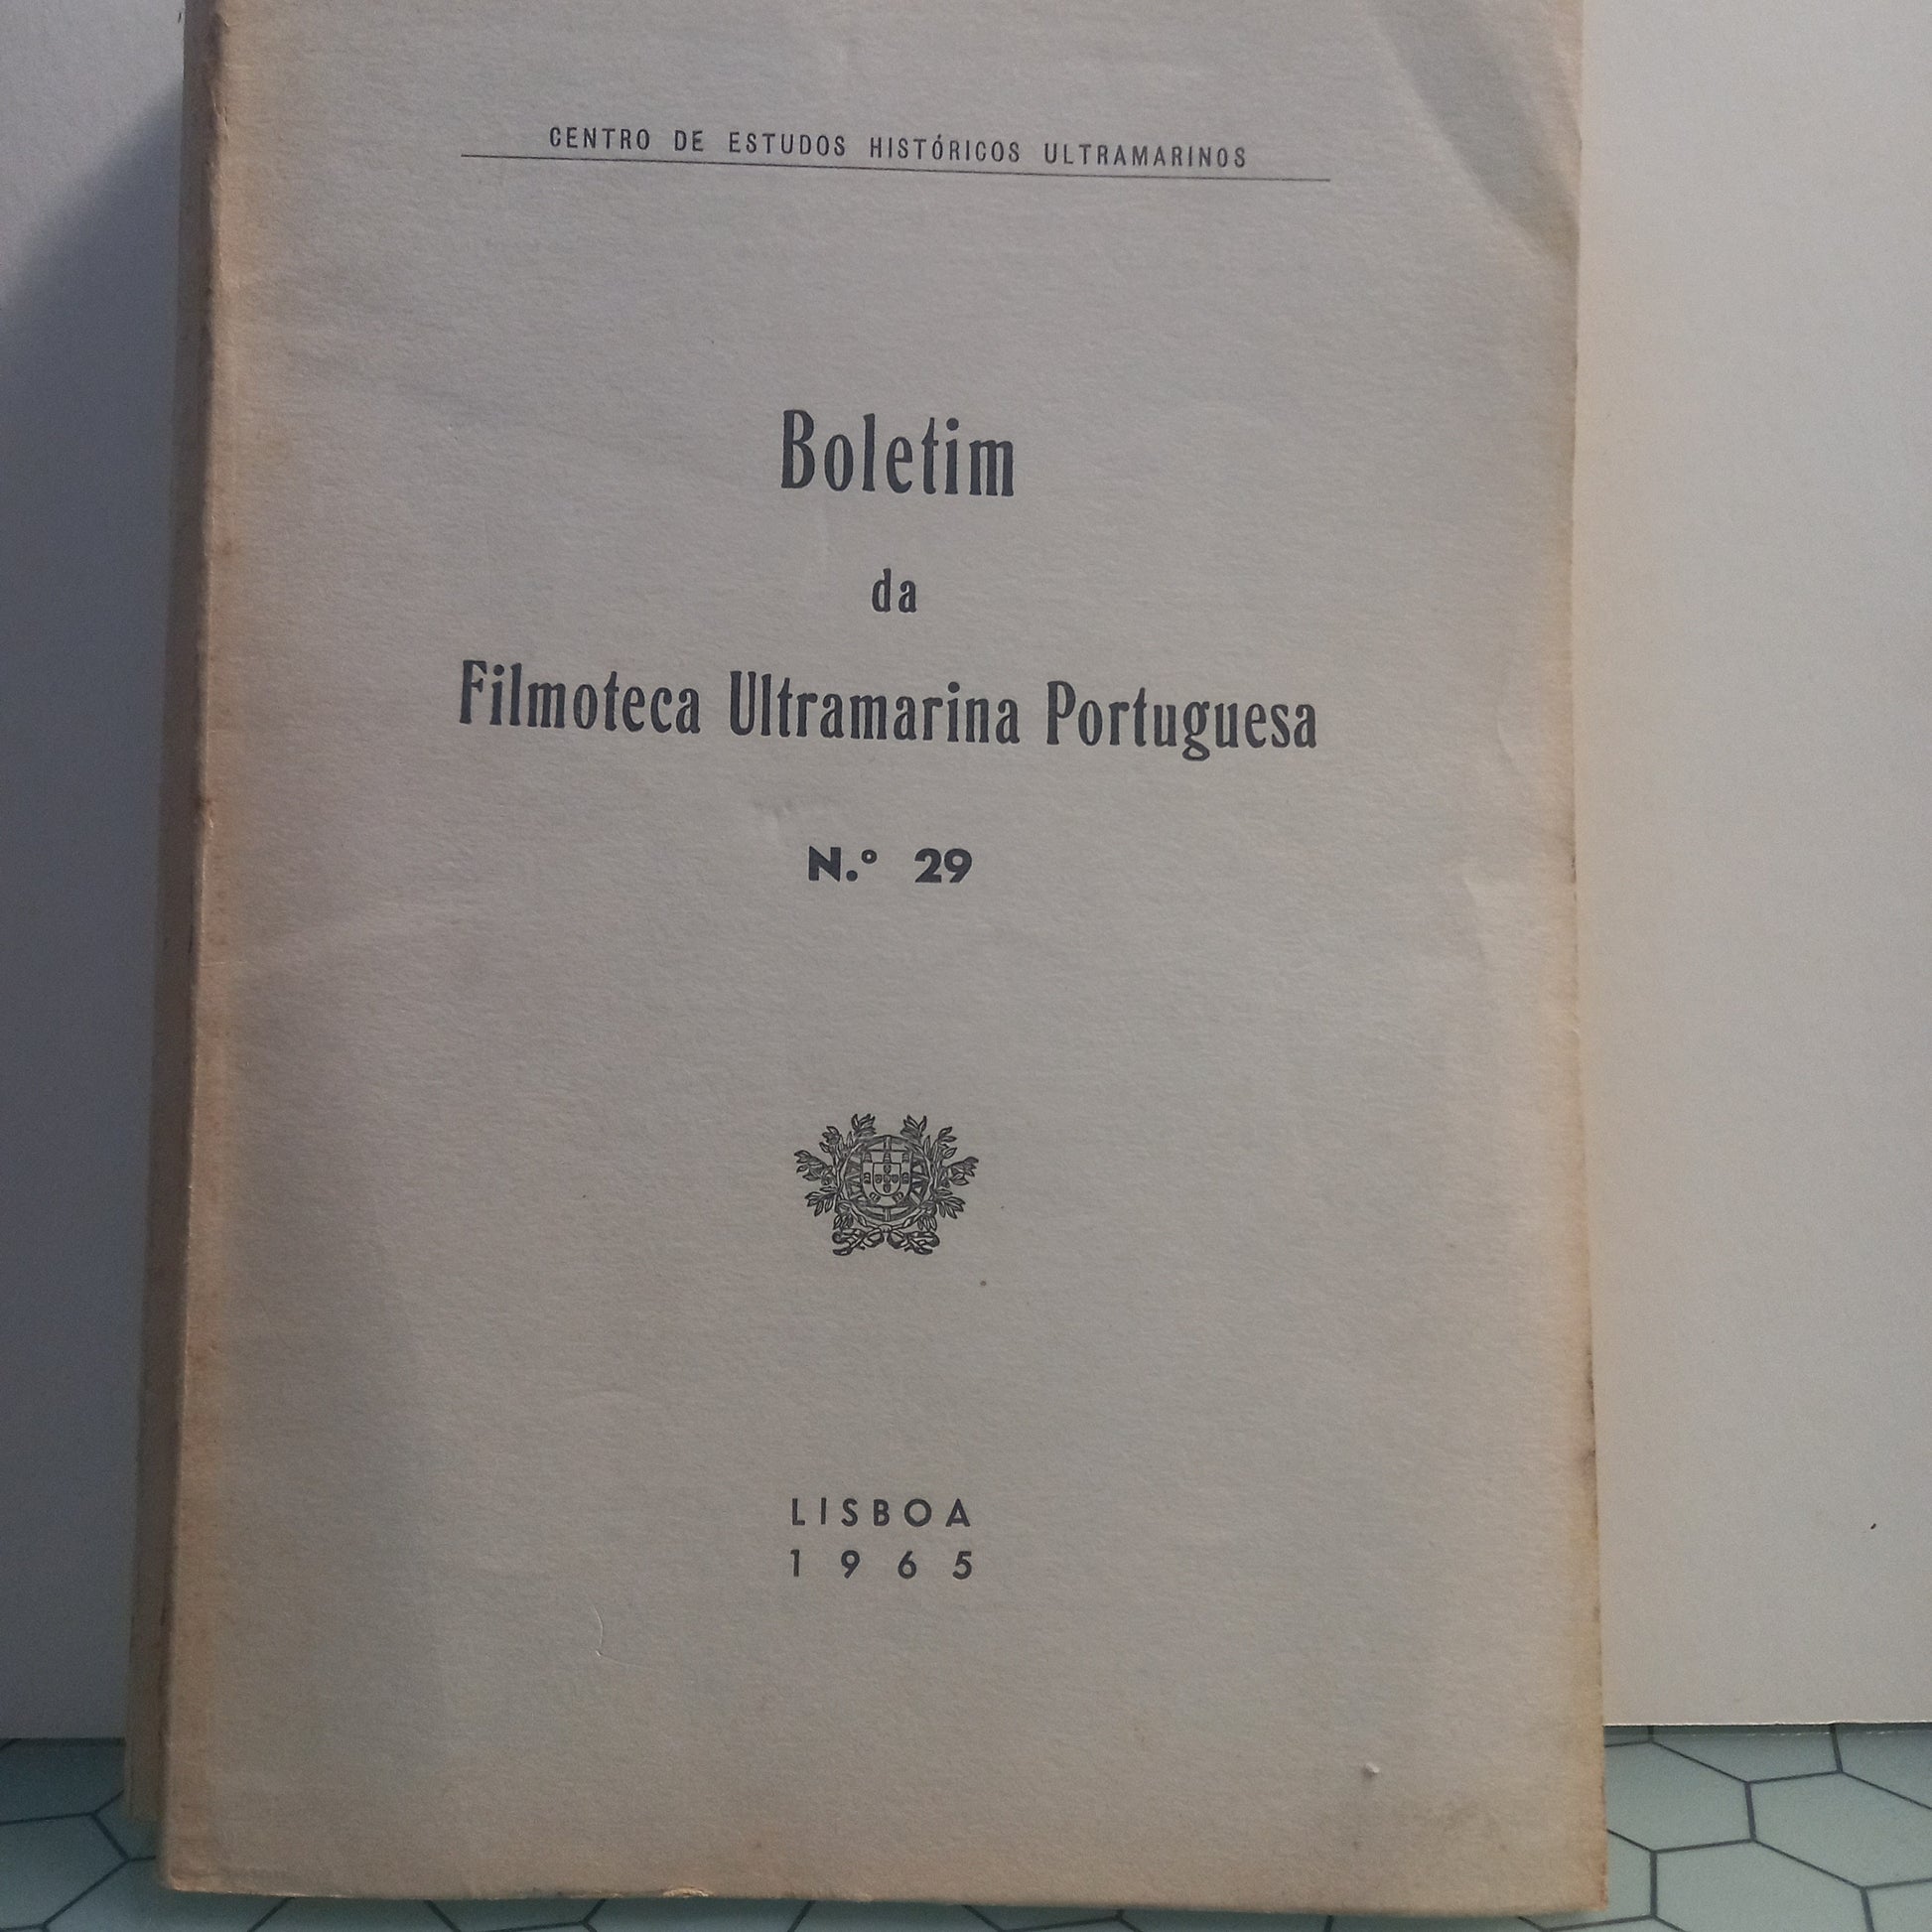 CENTRO DE ESTUDOS HISTÓRICOS ULTRAMARINOS
Boletim
da
Filmoteca Ultramarina Portuguesa
N.º 29
LISBOA
1965